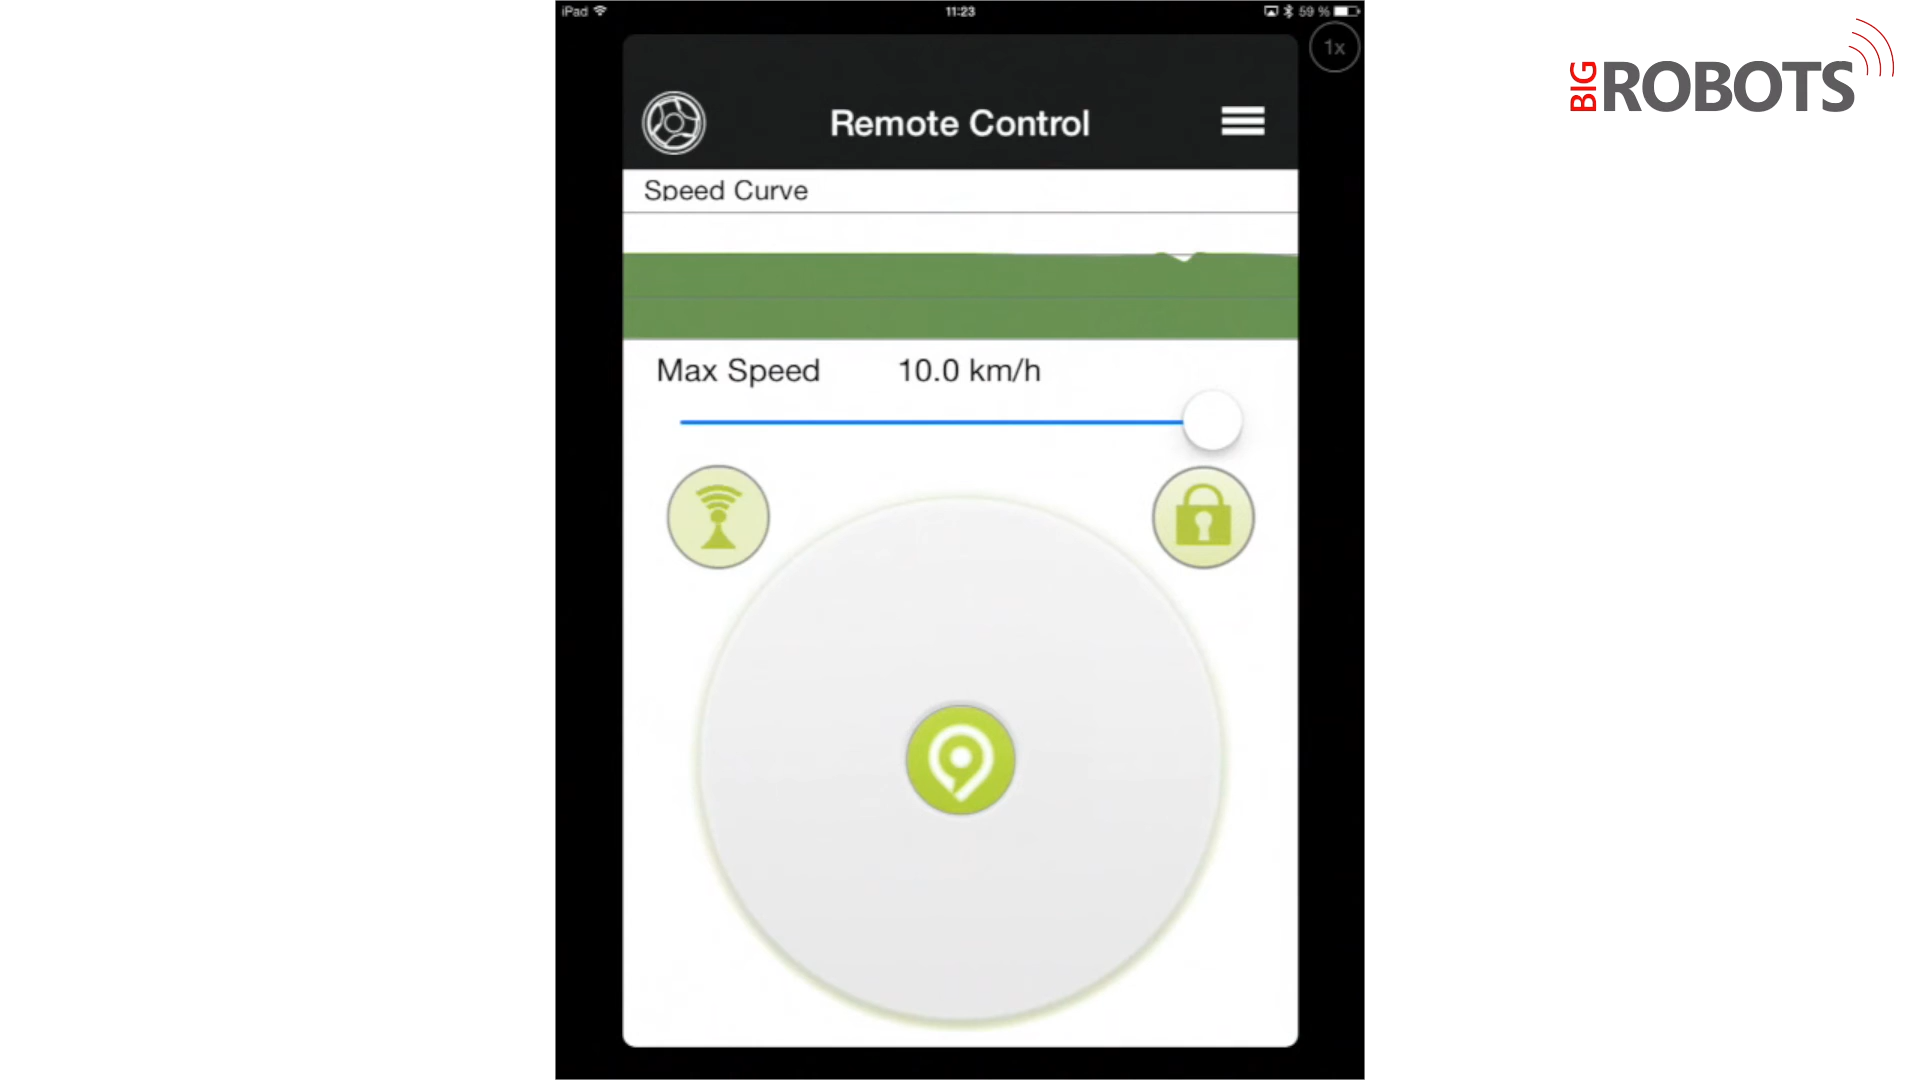 iPad 11:23 59 %
1x
BIG ROBOTS
Remote Control
Speed Curve
Max Speed 10.0 km/h